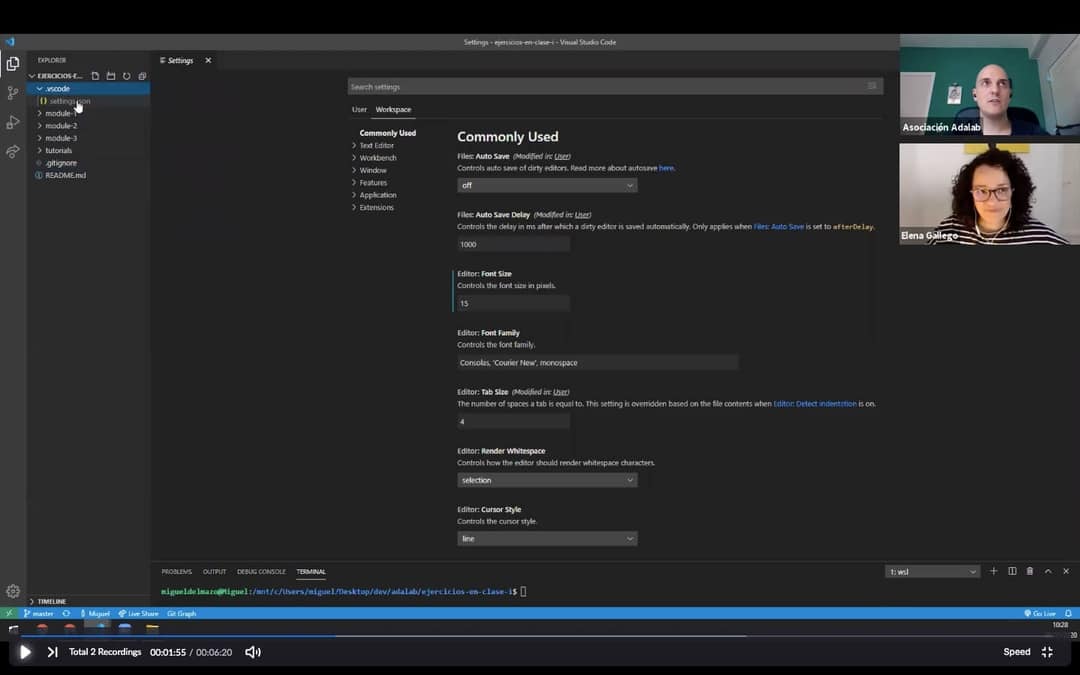 Settings - ejercicios-en-clase-i - Visual Studio Code
EXPLORER
EJERCICIOS-E...
.vscode
settings.json
module-1
module-2
module-3
tutorials
.gitignore
README.md
TIMELINE
Settings
Search settings
User Workspace
Commonly Used
Text Editor
Workbench
Window
Features
Application
Extensions
Commonly Used
Files: Auto Save (Modified in: User)
Controls auto save of dirty editors. Read more about autosave here.
off
Files: Auto Save Delay (Modified in: User)
Controls the delay in ms after which a dirty editor is saved automatically. Only applies when Files: Auto Save is set to afterDelay.
1000
Editor: Font Size
Controls the font size in pixels.
15
Editor: Font Family
Controls the font family.
Consolas, 'Courier New', monospace
Editor: Tab Size (Modified in: User)
The number of spaces a tab is equal to. This setting is overridden based on the file contents when Editor: Detect Indentation is on.
4
Editor: Render Whitespace
Controls how the editor should render whitespace characters.
selection
Editor: Cursor Style
Controls the cursor style.
line
PROBLEMS OUTPUT DEBUG CONSOLE TERMINAL
1: wsl
migueldelmazo@Miguel:/mnt/c/Users/miguel/Desktop/dev/adalab/ejercicios-en-clase-i$
master Miguel Live Share Git Graph
Go Live
10:28
Asociación Adalab
Elena Gallego
Total 2 Recordings 00:01:55 / 00:06:20
Speed